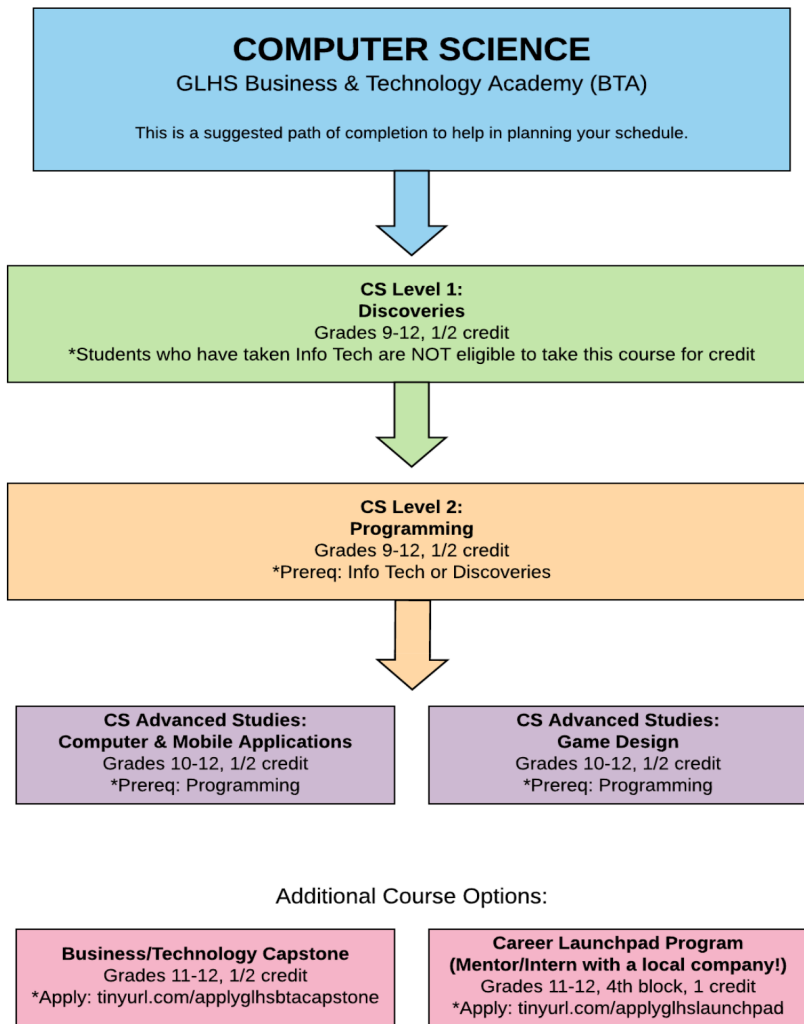 COMPUTER SCIENCE
GLHS Business & Technology Academy (BTA)
This is a suggested path of completion to help in planning your schedule.
CS Level 1:
Discoveries
Grades 9-12, 1/2 credit
*Students who have taken Info Tech are NOT eligible to take this course for credit
CS Level 2:
Programming
Grades 9-12, 1/2 credit
*Prereq: Info Tech or Discoveries
CS Advanced Studies:
Computer & Mobile Applications
Grades 10-12, 1/2 credit
*Prereq: Programming
CS Advanced Studies:
Game Design
Grades 10-12, 1/2 credit
*Prereq: Programming
Additional Course Options:
Business/Technology Capstone
Grades 11-12, 1/2 credit
*Apply: tinyurl.com/applyglhsbtacapstone
Career Launchpad Program
(Mentor/Intern with a local company!)
Grades 11-12, 4th block, 1 credit
*Apply: tinyurl.com/applyglhslaunchpad